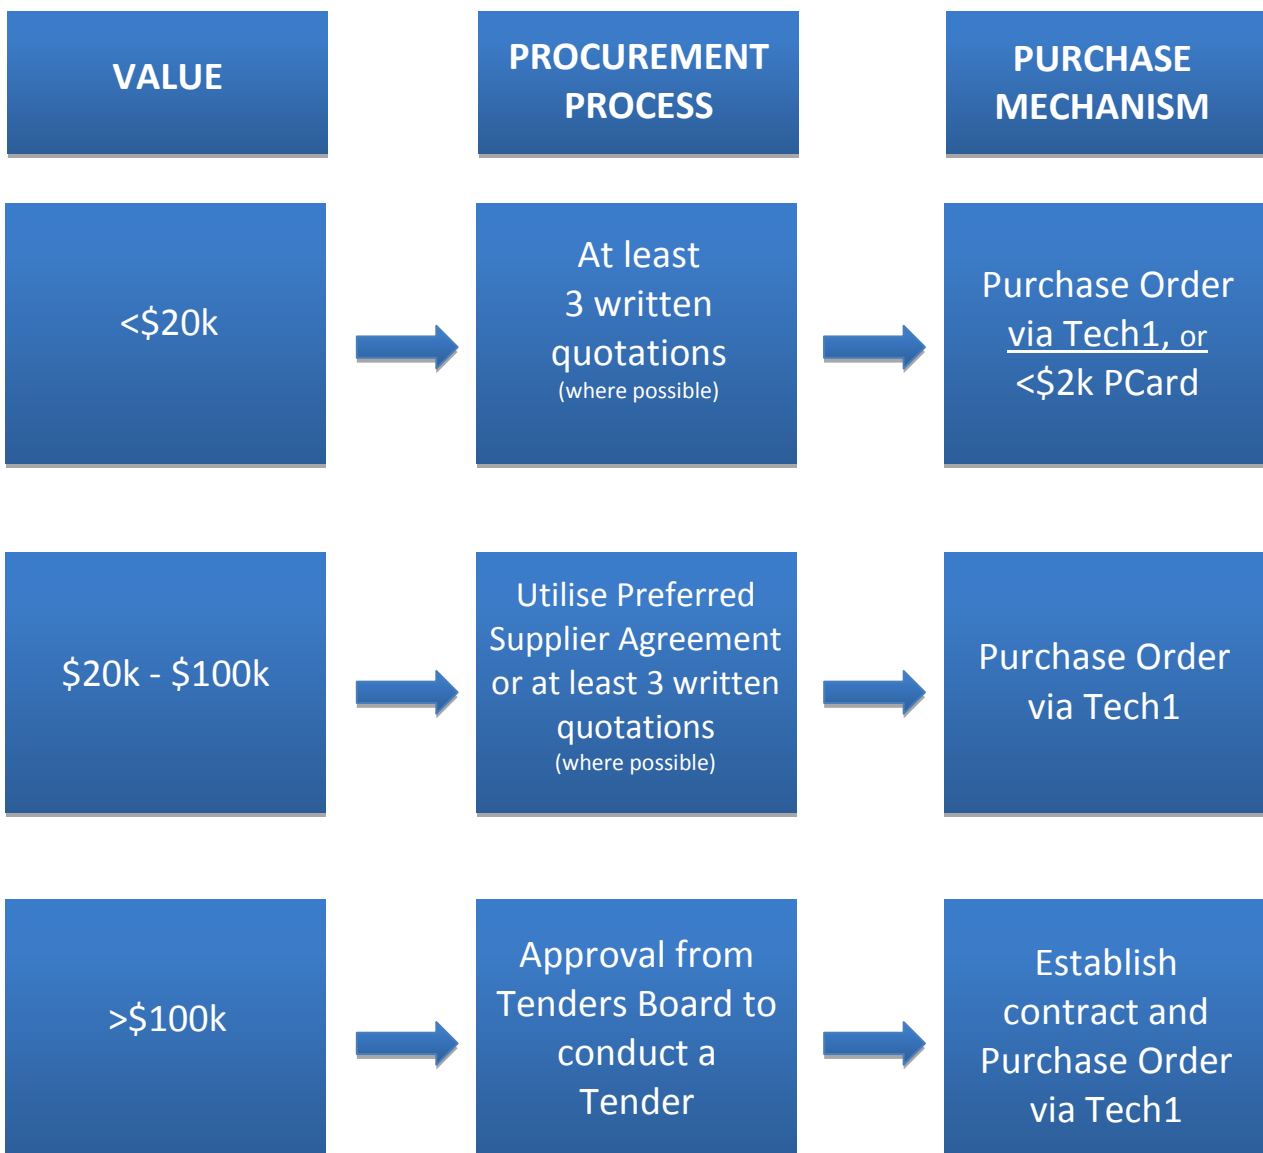 VALUE
PROCUREMENT
PROCESS
PURCHASE
MECHANISM
<$20k
At least
3 written
quotations
(where possible)
Purchase Order
via Tech1, or
<$2k PCard
$20k - $100k
Utilise Preferred
Supplier Agreement
or at least 3 written
quotations
(where possible)
Purchase Order
via Tech1
>$100k
Approval from
Tenders Board to
conduct a
Tender
Establish
contract and
Purchase Order
via Tech1